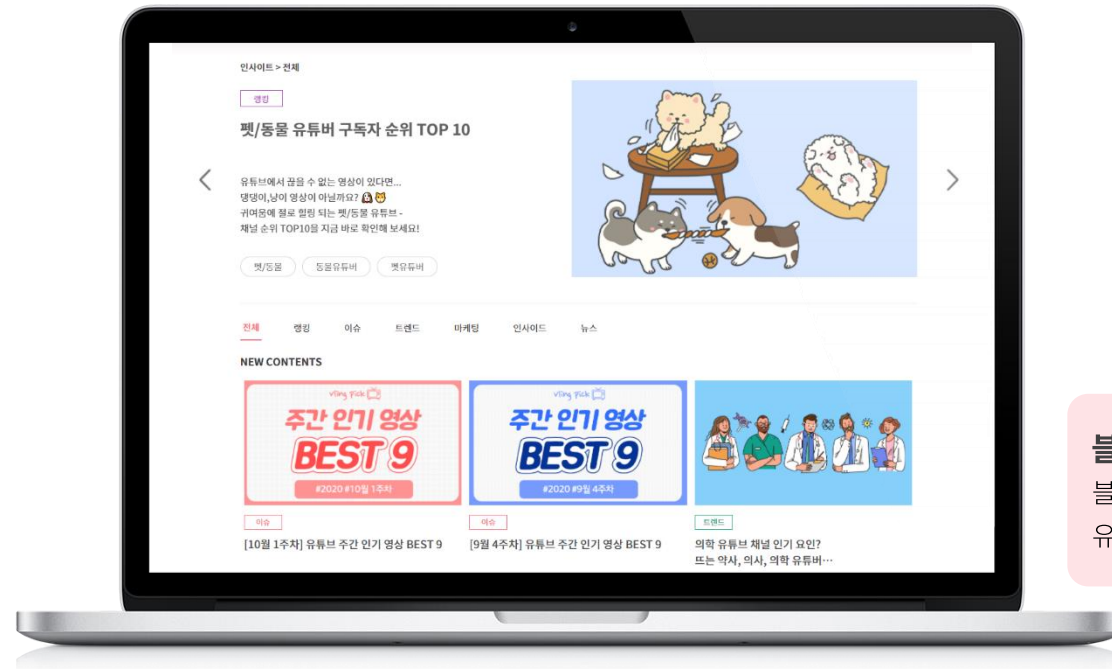 인사이트 > 전체
랭킹
펫/동물 유튜버 구독자 순위 TOP 10
유튜브에서 끊을 수 없는 영상이 있다면...
댕댕이,냥이 영상이 아닐까요?
귀여움에 절로 힐링 되는 펫/동물 유튜브 -
채널 순위 TOP10을 지금 바로 확인해 보세요!
펫/동물 동물유튜버 펫유튜버
전체 랭킹 이슈 트렌드 마케팅 인사이드 뉴스
NEW CONTENTS
vling pick
주간 인기 영상
BEST 9
#2020 #10월 1주차
이슈
[10월 1주차] 유튜브 주간 인기 영상 BEST 9
vling pick
주간 인기 영상
BEST 9
#2020 #9월 4주차
이슈
[9월 4주차] 유튜브 주간 인기 영상 BEST 9
트렌드
의학 유튜브 채널 인기 요인?
뜨는 약사, 의사, 의학 유튜버…